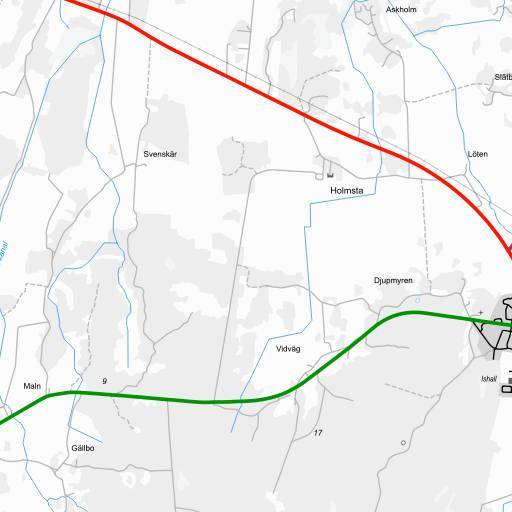 Askholm
Svenskär
Löten
Holmsta
Djupmyren
Vidväg
Ishall
9
Maln
17
Gällbo